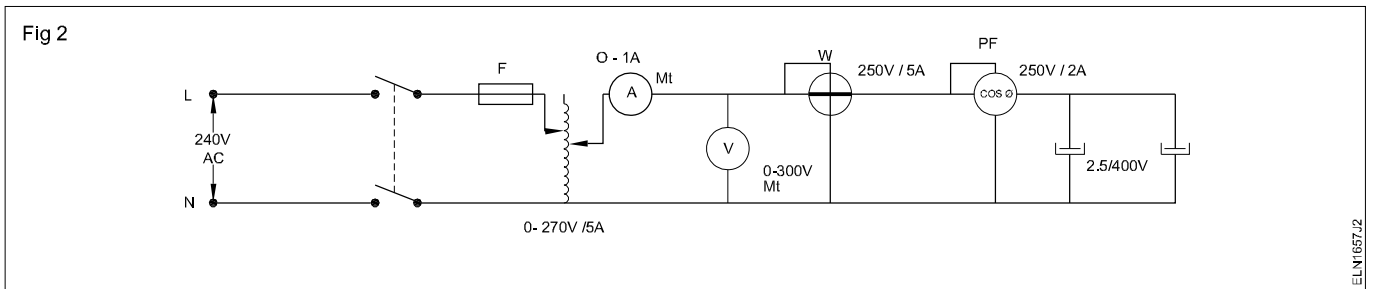 Fig 2
L
240V
AC
N
F
0- 270V /5A
O - 1A
A
Mt
V
0-300V
Mt
W
250V / 5A
PF
COS Ø
250V / 2A
2.5/400V
ELN1657J2